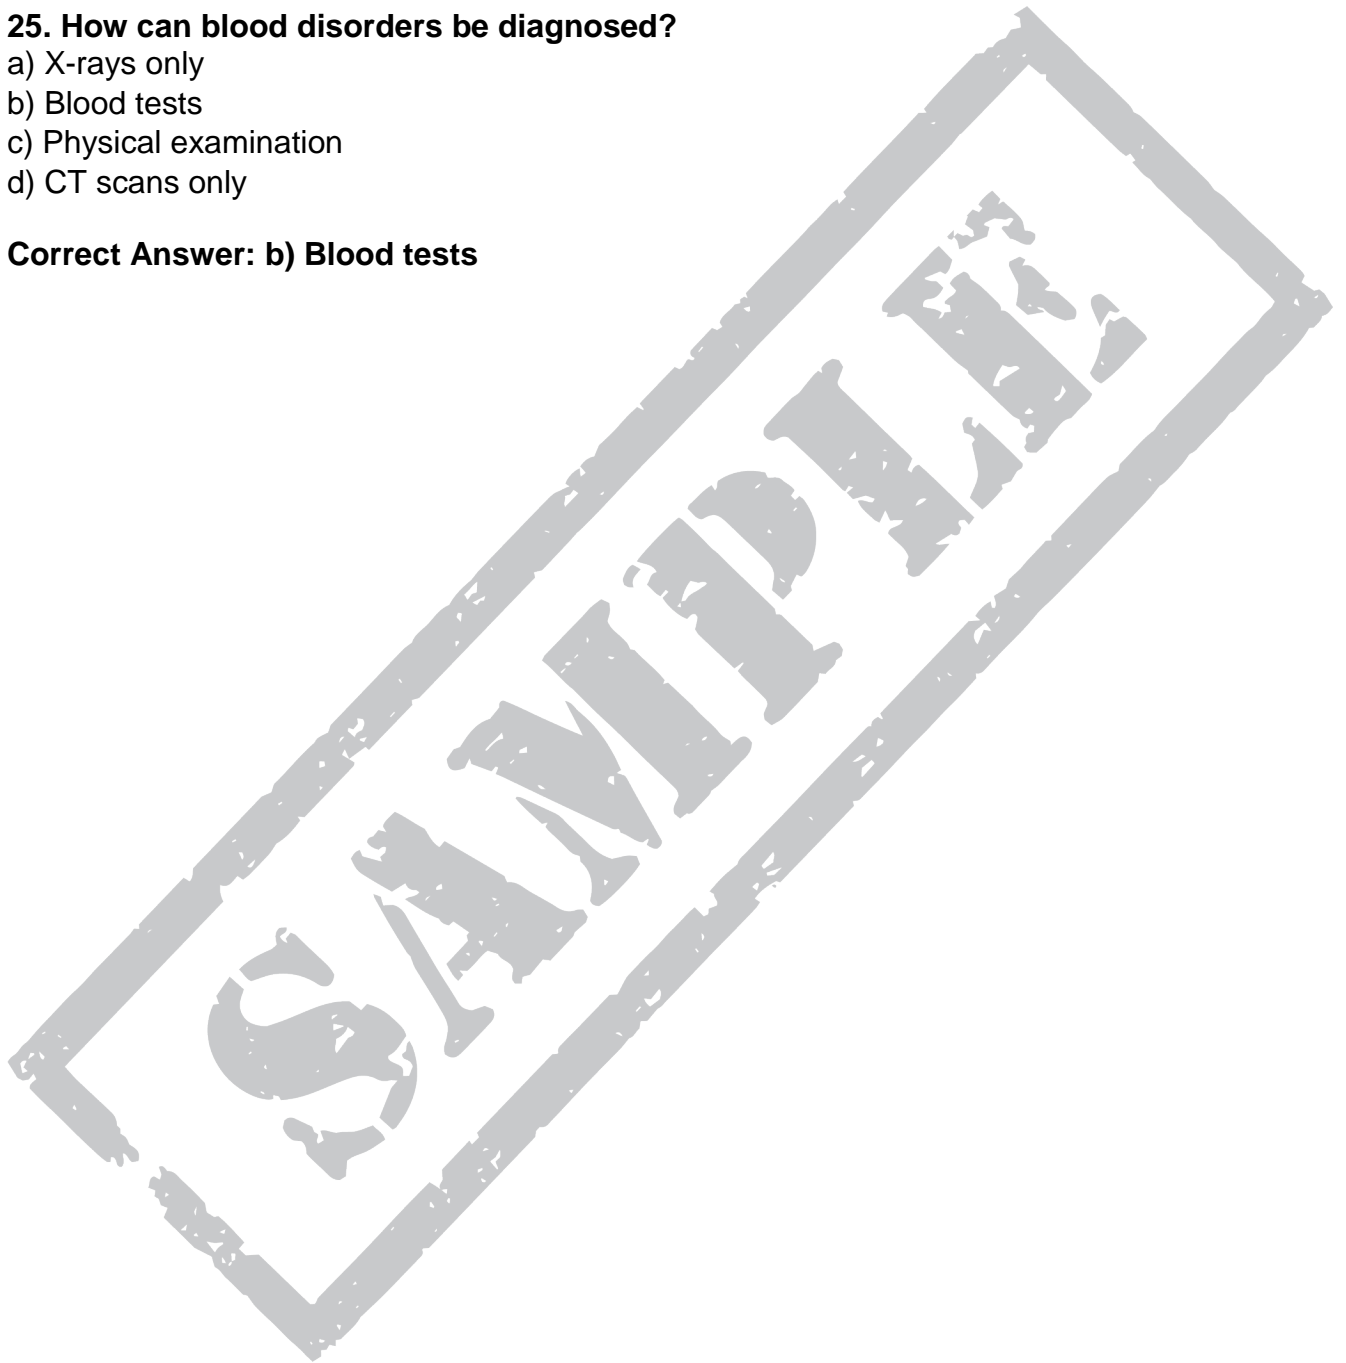 25. How can blood disorders be diagnosed?
a) X-rays only
b) Blood tests
c) Physical examination
d) CT scans only
Correct Answer: b) Blood tests
SAMPLE